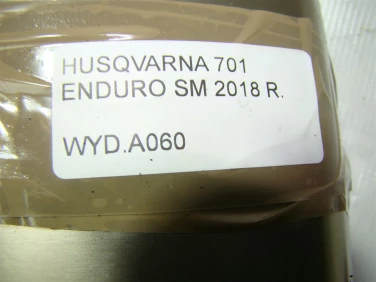 HUSQVARNA 701
ENDURO SM 2018 R.
WYD.A060